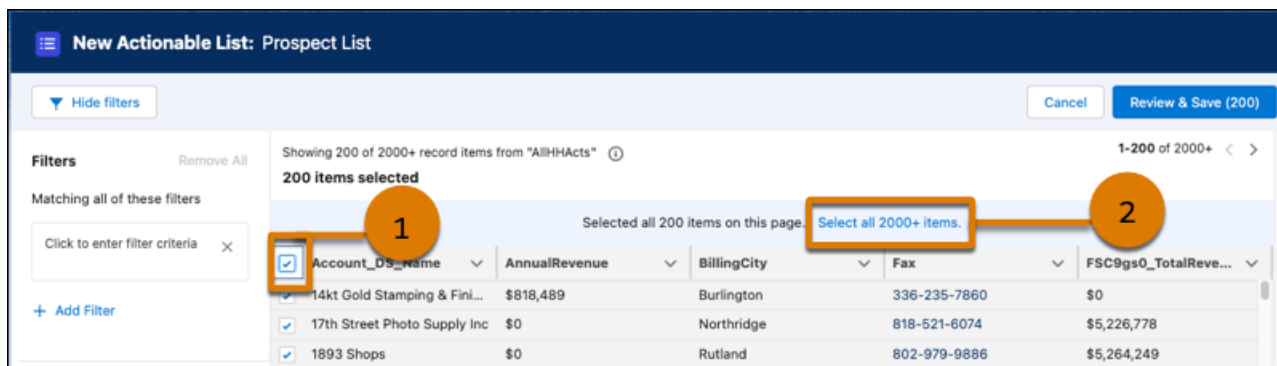 New Actionable List: Prospect List
Hide filters
Cancel
Review & Save (200)
Filters
Remove All
Matching all of these filters
Click to enter filter criteria
+ Add Filter
Showing 200 of 2000+ record items from "AllHHActs"
1-200 of 2000+
200 items selected
1
2
Selected all 200 items on this page. Select all 2000+ items.
Account_DS_Name AnnualRevenue BillingCity Fax FSC9gs0_TotalReve...
14kt Gold Stamping & Fini... $818,489 Burlington 336-235-7860 $0
17th Street Photo Supply Inc $0 Northridge 818-521-6074 $5,226,778
1893 Shops $0 Rutland 802-979-9886 $5,264,249